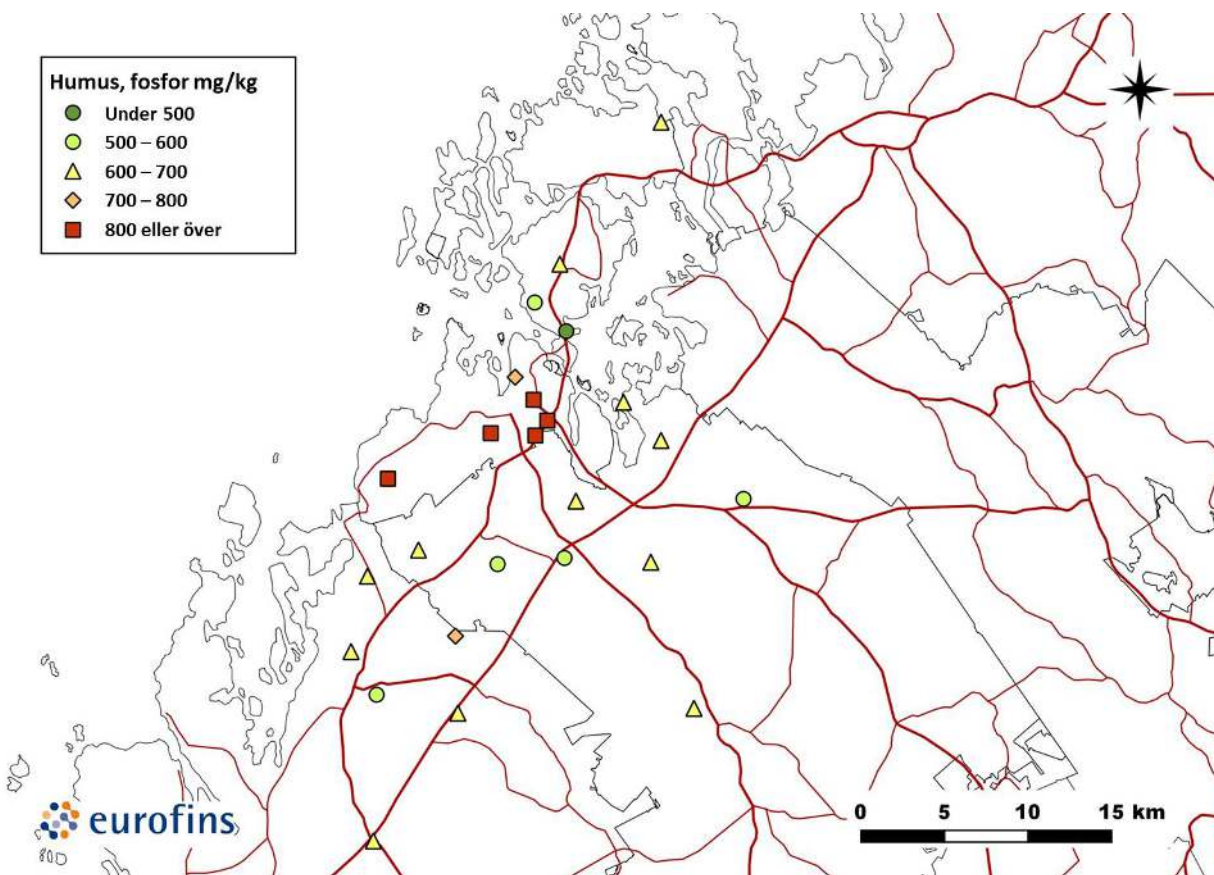 Humus, fosfor mg/kg
Under 500
500 – 600
600 – 700
700 – 800
800 eller över
eurofins
0 5 10 15 km